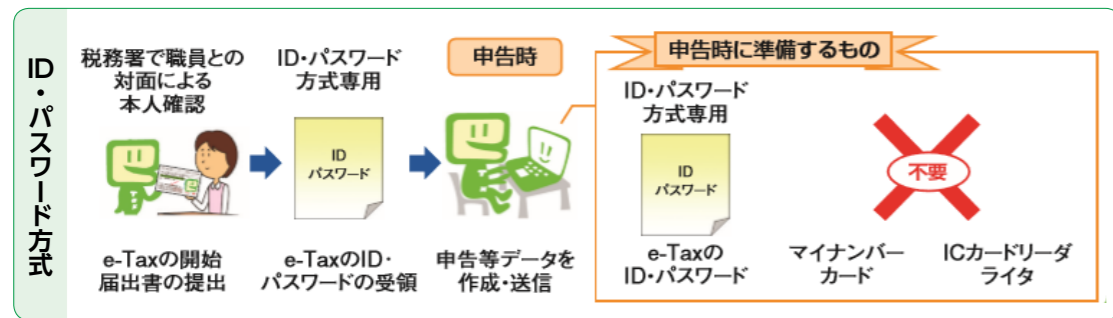 ID・パスワード方式
税務署で職員との
対面による
本人確認
e-Taxの開始
届出書の提出
ID・パスワード
方式専用
ID
パスワード
e-TaxのID・
パスワードの受領
申告時
申告等データを
作成・送信
申告時に準備するもの
ID・パスワード
方式専用
ID
パスワード
e-Taxの
ID・パスワード
不要
マイナンバー
カード
ICカードリーダ
ライタ